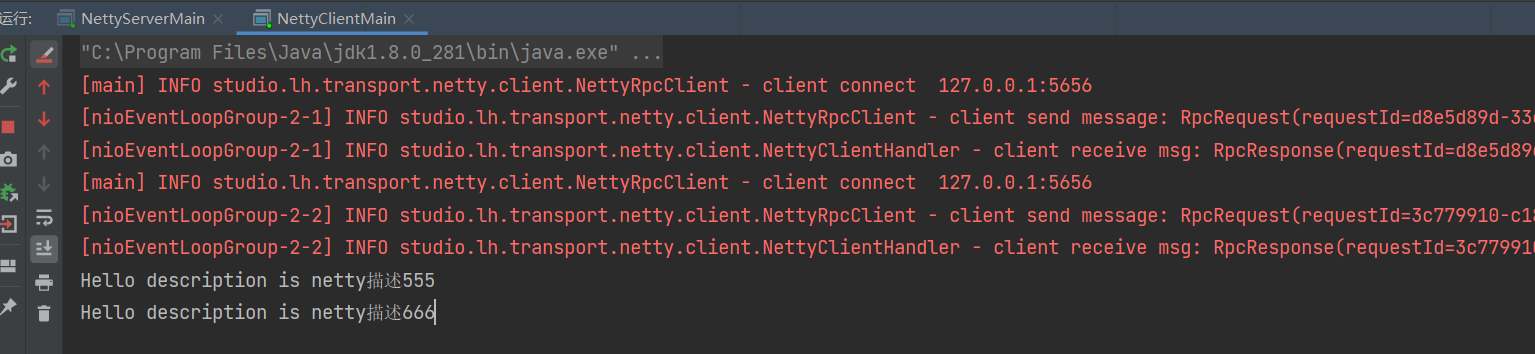 运行: NettyServerMain × NettyClientMain ×
"C:\Program Files\Java\jdk1.8.0_281\bin\java.exe" ...
[main] INFO studio.lh.transport.netty.client.NettyRpcClient - client connect  127.0.0.1:5656
[nioEventLoopGroup-2-1] INFO studio.lh.transport.netty.client.NettyRpcClient - client send message: RpcRequest(requestId=d8e5d89d-33
[nioEventLoopGroup-2-1] INFO studio.lh.transport.netty.client.NettyClientHandler - client receive msg: RpcResponse(requestId=d8e5d89
[main] INFO studio.lh.transport.netty.client.NettyRpcClient - client connect  127.0.0.1:5656
[nioEventLoopGroup-2-2] INFO studio.lh.transport.netty.client.NettyRpcClient - client send message: RpcRequest(requestId=3c779910-c1
[nioEventLoopGroup-2-2] INFO studio.lh.transport.netty.client.NettyClientHandler - client receive msg: RpcResponse(requestId=3c77991
Hello description is netty描述555
Hello description is netty描述666